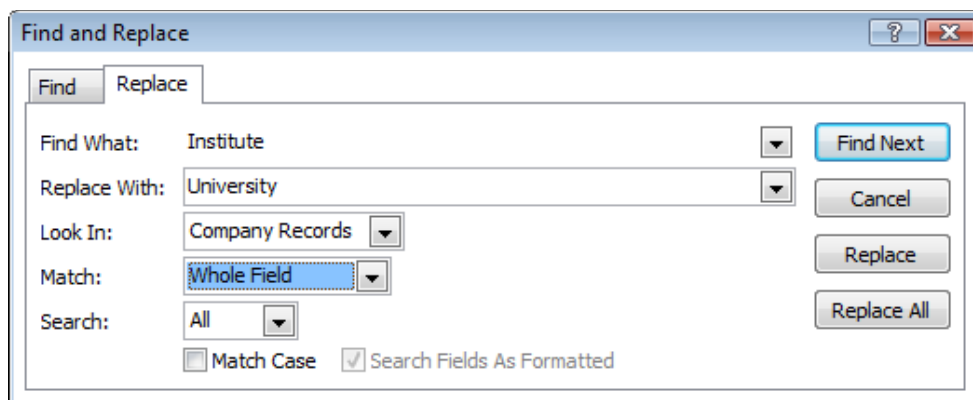 Find and Replace
Find
Replace
Find What: Institute
Find Next
Replace With: University
Cancel
Look In: Company Records
Match: Whole Field
Replace
Search: All
Replace All
Match Case
Search Fields As Formatted